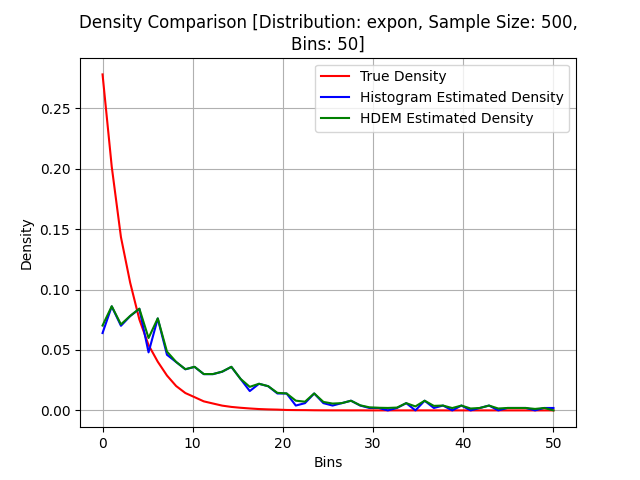 Density Comparison [Distribution: expon, Sample Size: 500,
Bins: 50]
True Density
Histogram Estimated Density
HDEM Estimated Density
Density
0.25
0.20
0.15
0.10
0.05
0.00
0 10 20 30 40 50
Bins